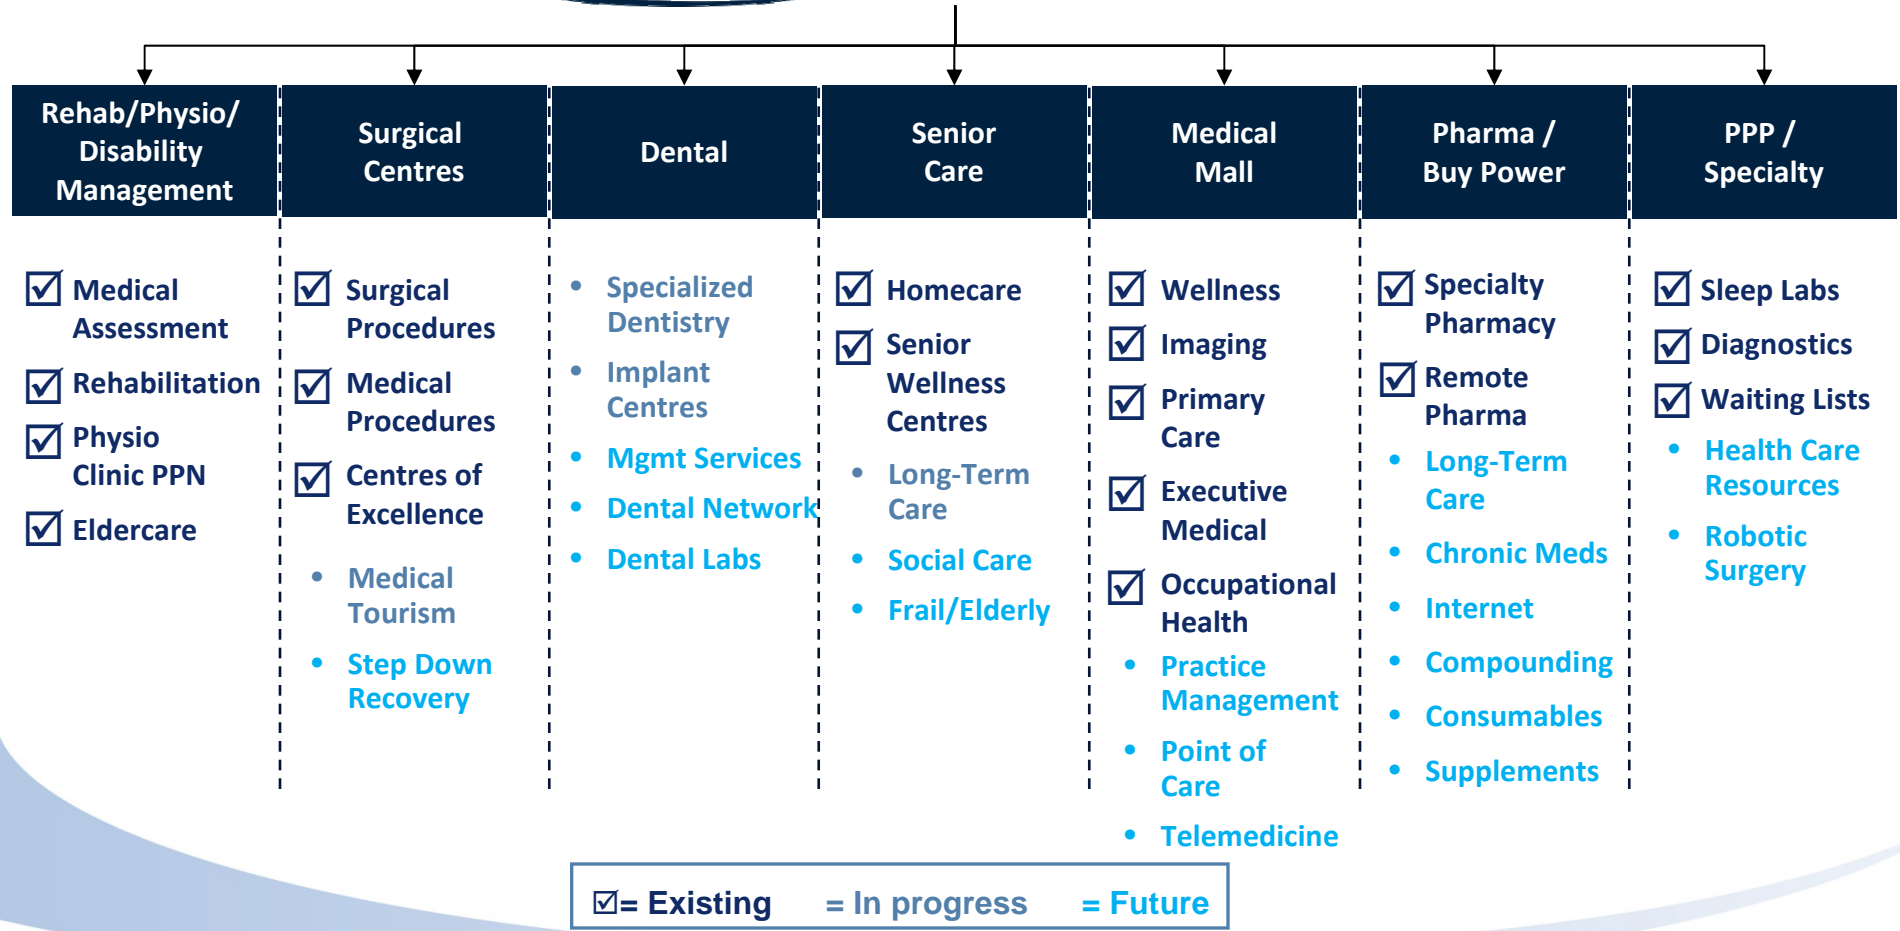 Rehab/Physio/
Disability
Management
Surgical
Centres
Dental
Senior
Care
Medical
Mall
Pharma /
Buy Power
PPP /
Specialty
☑ Medical
Assessment
☑ Rehabilitation
☑ Physio
Clinic PPN
☑ Eldercare
☑ Surgical
Procedures
☑ Medical
Procedures
☑ Centres of
Excellence
• Medical
Tourism
• Step Down
Recovery
• Specialized
Dentistry
• Implant
Centres
• Mgmt Services
• Dental Network
• Dental Labs
☑ Homecare
☑ Senior
Wellness
Centres
• Long-Term
Care
• Social Care
• Frail/Elderly
☑ Wellness
☑ Imaging
☑ Primary
Care
☑ Executive
Medical
☑ Occupational
Health
• Practice
Management
• Point of
Care
• Telemedicine
☑ Specialty
Pharmacy
☑ Remote
Pharma
• Long-Term
Care
• Chronic Meds
• Internet
• Compounding
• Consumables
• Supplements
☑ Sleep Labs
☑ Diagnostics
☑ Waiting Lists
• Health Care
Resources
• Robotic
Surgery
☑= Existing = In progress = Future